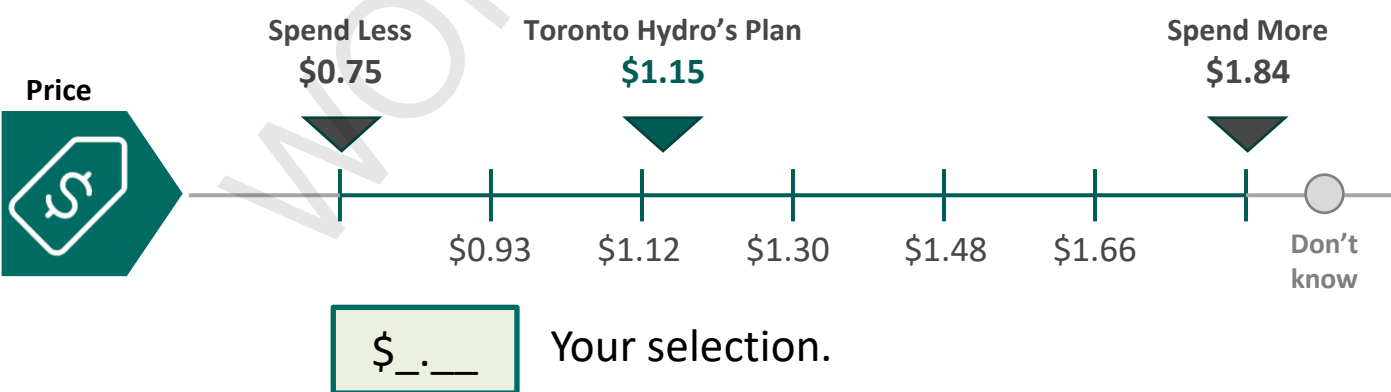 Spend Less
$0.75
Toronto Hydro's Plan
$1.15
Spend More
$1.84
Price
$0.93
$1.12
$1.30
$1.48
$1.66
Don't
know
$_.__
Your selection.